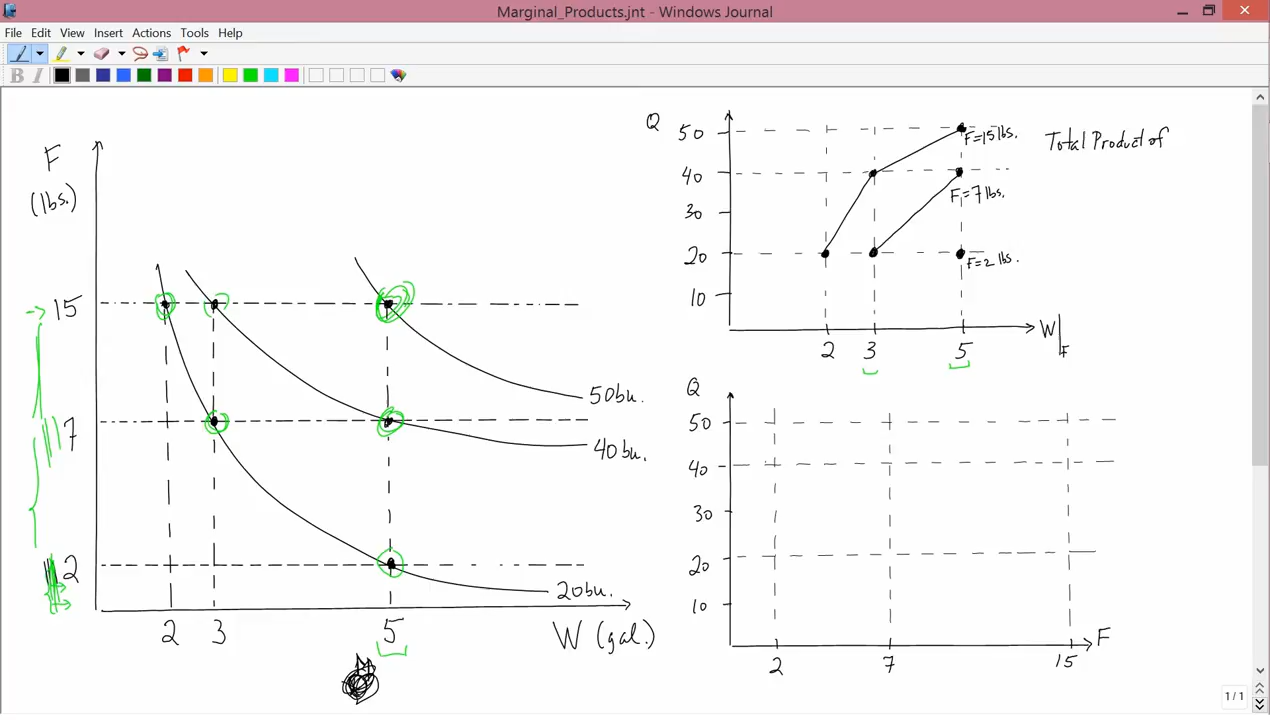 Marginal_Products.jnt - Windows Journal
File Edit View Insert Actions Tools Help
B I
F
(lbs.)
15
7
2
2 3 5
W (gal.)
50bu.
40bu.
20bu.
Q
50
40
30
20
10
2 3 5
W|F
F=15lbs.
F=7lbs.
F=2lbs.
Total Product of
Q
50
40
30
20
10
2 7 15
F
1 / 1